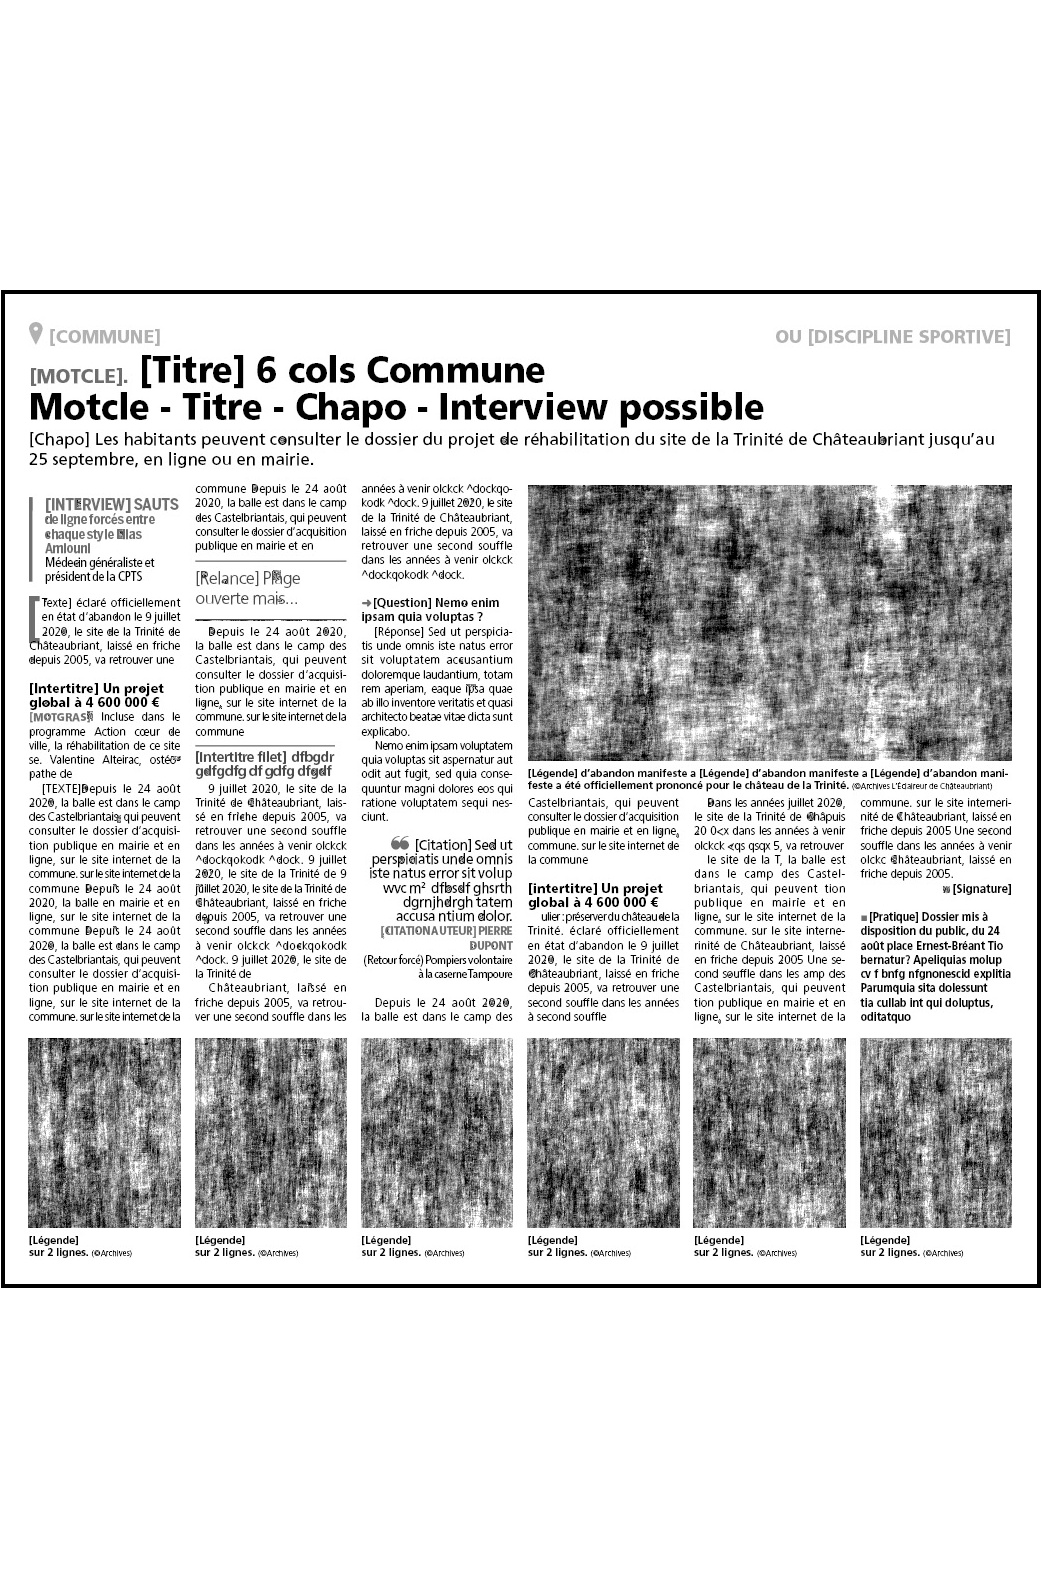 [COMMUNE]
OU [DISCIPLINE SPORTIVE]
[MOTCLE]. [Titre] 6 cols Commune
Motcle - Titre - Chapo - Interview possible
[Chapo] Les habitants peuvent consulter le dossier du projet de réhabilitation du site de la Trinité de Châteaubriant jusqu’au
25 septembre, en ligne ou en mairie.
[INTERVIEW] SAUTS
de ligne forcés entre
chaque style
Amiouni
Médecin généraliste et
président de la CPTS
[Texte] éclaré officiellement
en état d’abandon le 9 juillet
2020, le site de la Trinité de
Châteaubriant, laissé en friche
depuis 2005, va retrouver une
[Intertitre] Un projet
global à 4 600 000 €
[MOTGRAS] Incluse dans le
programme Action cœur de
ville, la réhabilitation de ce site
se. Valentine Alteirac, ostéo-
pathe de
[TEXTE]Depuis le 24 août
2020, la balle est dans le camp
des Castelbriantais, qui peuvent
consulter le dossier d’acquisi-
tion publique en mairie et en
ligne, sur le site internet de la
commune. sur le site internet de la
commune Depuis le 24 août
2020, la balle en mairie et en
ligne, sur le site internet de la
commune Depuis le 24 août
2020, la balle est dans le camp
des Castelbriantais, qui peuvent
consulter le dossier d’acquisi-
tion publique en mairie et en
ligne, sur le site internet de la
commune. sur le site internet de la
commune Depuis le 24 août
2020, la balle est dans le camp
des Castelbriantais, qui peuvent
consulter le dossier d’acquisition
publique en mairie et en
[Relance] Plage
ouverte mais...
Depuis le 24 août 2020,
la balle est dans le camp des
Castelbriantais, qui peuvent
consulter le dossier d’acquisi-
tion publique en mairie et en
ligne, sur le site internet de la
commune. sur le site internet de la
commune
[Intertitre filet] dfbgdr
gdfgdfg df gdfg dfgdf
9 juillet 2020, le site de la
Trinité de Châteaubriant, lais-
sé en friche depuis 2005, va
retrouver une second souffle
dans les années à venir olckck
^dockqokodk ^dock. 9 juillet
2020, le site de la Trinité de 9
juillet 2020, le site de la Trinité de
Châteaubriant, laissé en friche
depuis 2005, va retrouver une
second souffle dans les années
à venir olckck ^dockqokodk
^dock. 9 juillet 2020, le site de
la Trinité de
Châteaubriant, laissé en
friche depuis 2005, va retrou-
ver une second souffle dans les
années à venir olckck ^dockqo-
kodk ^dock. 9 juillet 2020, le site
de la Trinité de Châteaubriant,
laissé en friche depuis 2005, va
retrouver une second souffle
dans les années à venir olckck
^dockqokodk ^dock.
➔[Question] Nemo enim
ipsam quia voluptas ?
[Réponse] Sed ut perspicia-
tis unde omnis iste natus error
sit voluptatem accusantium
doloremque laudantium, totam
rem aperiam, eaque ipsa quae
ab illo inventore veritatis et quasi
architecto beatae vitae dicta sunt
explicabo.
Nemo enim ipsam voluptatem
quia voluptas sit aspernatur aut
odit aut fugit, sed quia conse-
quuntur magni dolores eos qui
ratione voluptatem sequi nes-
ciunt.
❝ [Citation] Sed ut
perspiciatis unde omnis
iste natus error sit volup
wvc m² dfbsdf ghsrth
dgrnjhdrgh tatem
accusa ntium dolor.
[CITATION AUTEUR] PIERRE
DUPONT
(Retour forcé) Pompiers volontaire
à la caserne Tampoure
Depuis le 24 août 2020,
la balle est dans le camp des
[Légende] d’abandon manifeste a [Légende] d’abandon manifeste a [Légende] d’abandon mani-
feste a été officiellement prononcé pour le château de la Trinité. (©Archives L’Éclaireur de Châteaubriant)
Castelbriantais, qui peuvent
consulter le dossier d’acquisition
publique en mairie et en ligne,
commune. sur le site internet de
la commune
[intertitre] Un projet
global à 4 600 000 €
ulier : préserver du château de la
Trinité. éclaré officiellement
en état d’abandon le 9 juillet
2020, le site de la Trinité de
Châteaubriant, laissé en friche
depuis 2005, va retrouver une
second souffle dans les années
à second souffle
Dans les années juillet 2020,
le site de la Trinité de Châpuis
20 0<x dans les années à venir
olckck <qs qsqx 5, va retrouver
le site de la T, la balle est
dans le camp des Castel-
briantais, qui peuvent tion
publique en mairie et en
ligne, sur le site internet de la
commune. sur le site interne-
rinité de Châteaubriant, laissé
en friche depuis 2005 Une se-
cond souffle dans les amp des
Castelbriantais, qui peuvent
tion publique en mairie et en
ligne, sur le site internet de la
commune. sur le site interneri-
nité de Châteaubriant, laissé en
friche depuis 2005 Une second
souffle dans les années à venir
olckc Châteaubriant, laissé en
friche depuis 2005.
[Signature]
■ [Pratique] Dossier mis à
disposition du public, du 24
août place Ernest-Bréant Tio
bernatur? Apeliquias molup
cv f bnfg nfgnonescid explitia
Parumquia sita dolessunt
tia cullab int qui doluptus,
oditatquo
[Légende]
sur 2 lignes. (©Archives)
[Légende]
sur 2 lignes. (©Archives)
[Légende]
sur 2 lignes. (©Archives)
[Légende]
sur 2 lignes. (©Archives)
[Légende]
sur 2 lignes. (©Archives)
[Légende]
sur 2 lignes. (©Archives)